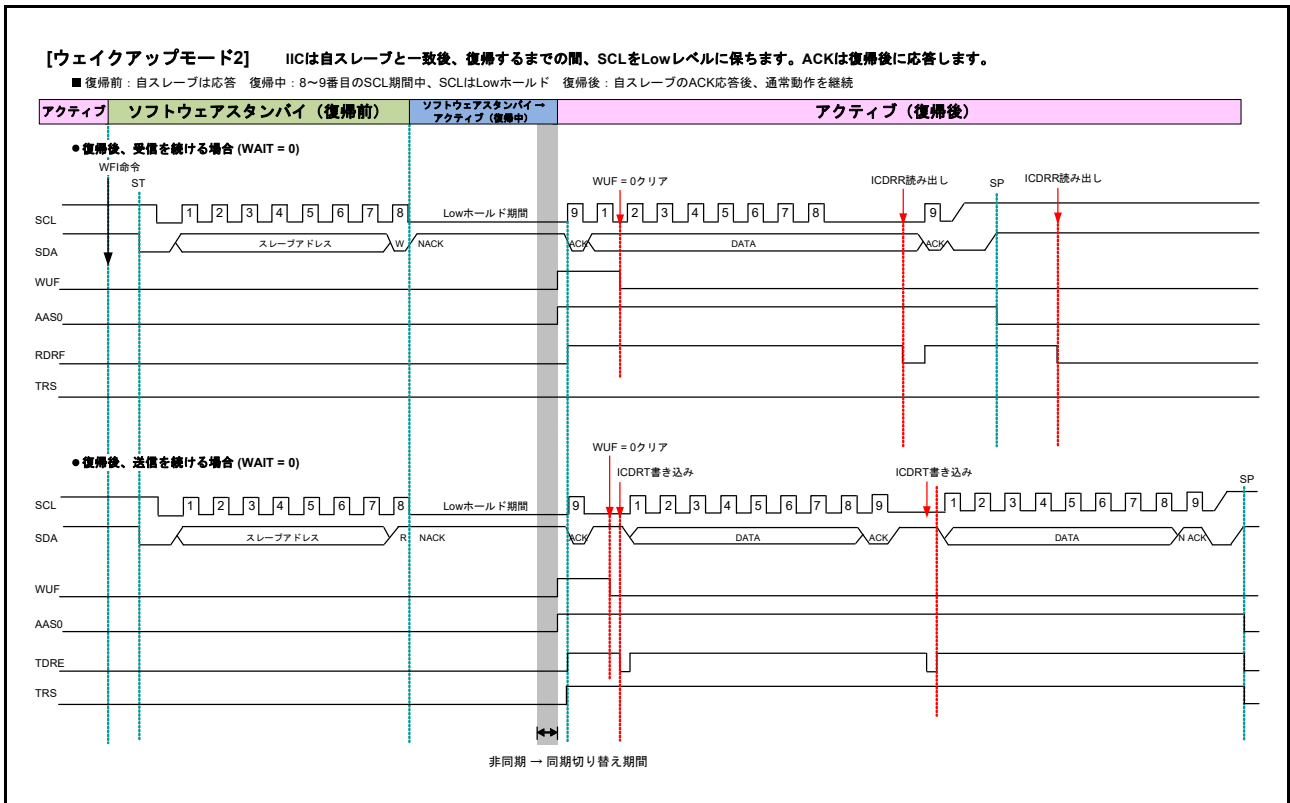 [ウェイクアップモード2] IICは自スレーブと一致後、復帰するまでの間、SCLをLowレベルに保ちます。ACKは復帰後に応答します。
■ 復帰前：自スレーブは応答 復帰中：8～9番目のSCL期間中、SCLはLowホールド 復帰後：自スレーブのACK応答後、通常動作を継続
アクティブ ソフトウェアスタンバイ（復帰前） ソフトウェアスタンバイ→ アクティブ（復帰後）
アクティブ（復帰中）
●復帰後、受信を続ける場合 (WAIT = 0)
WFI命令
ST WUF = 0クリア ICDRR読み出し SP ICDRR読み出し
SCL 1 2 3 4 5 6 7 8 Lowホールド期間 9 1 2 3 4 5 6 7 8 9
SDA スレーブアドレス W NACK ACK DATA ACK
WUF
AAS0
RDRF
TRS
WUF = 0クリア
●復帰後、送信を続ける場合 (WAIT = 0)
ICDRT書き込み ICDRT書き込み
SP
SCL 1 2 3 4 5 6 7 8 Lowホールド期間 9 1 2 3 4 5 6 7 8 9 1 2 3 4 5 6 7 8 9
SDA スレーブアドレス R NACK ACK DATA ACK DATA N ACK
WUF
AAS0
TDRE
TRS
非同期 → 同期切り替え期間